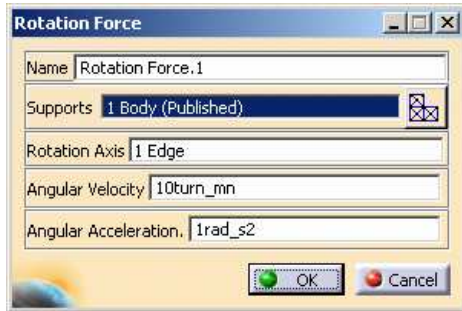 Rotation Force
Name Rotation Force.1
Supports 1 Body (Published)
Rotation Axis 1 Edge
Angular Velocity 10turn_mn
Angular Acceleration. 1rad_s2
OK Cancel